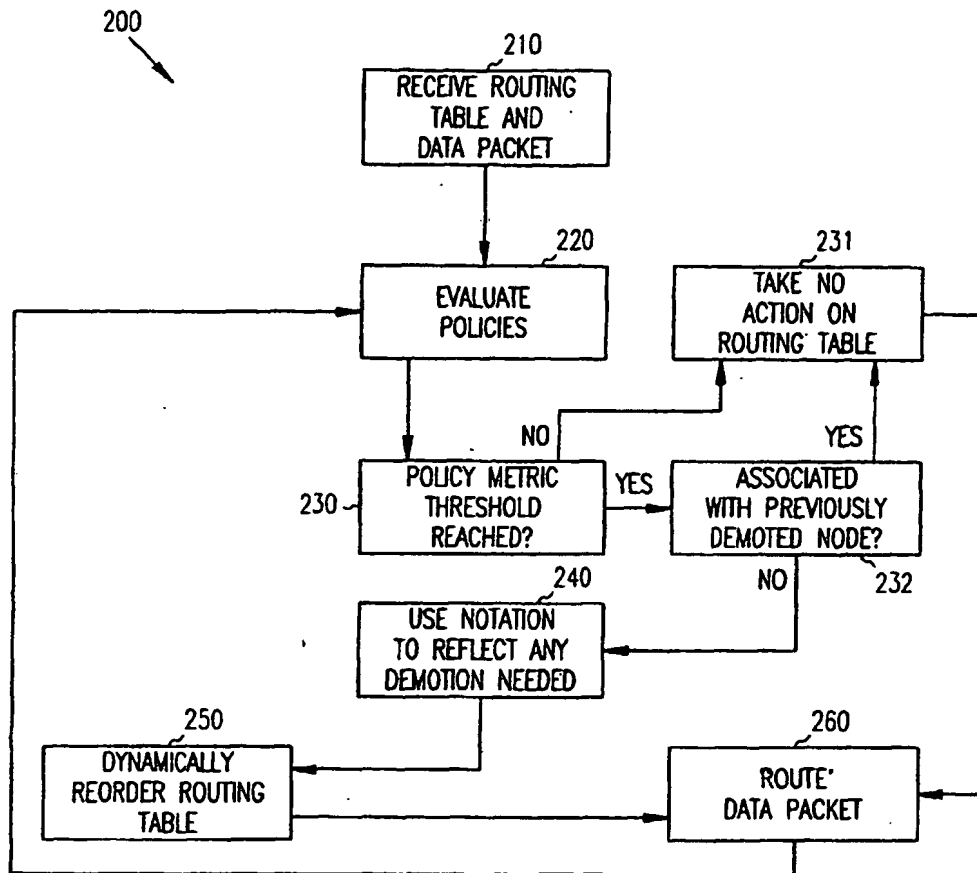 200
210
RECEIVE ROUTING
TABLE AND
DATA PACKET
220
EVALUATE
POLICIES
231
TAKE NO
ACTION ON
ROUTING TABLE
NO
YES
230
POLICY METRIC
THRESHOLD
REACHED?
YES
ASSOCIATED
WITH PREVIOUSLY
DEMOTED NODE?
232
NO
240
USE NOTATION
TO REFLECT ANY
DEMOTION NEEDED
250
DYNAMICALLY
REORDER ROUTING
TABLE
260
ROUTE
DATA PACKET